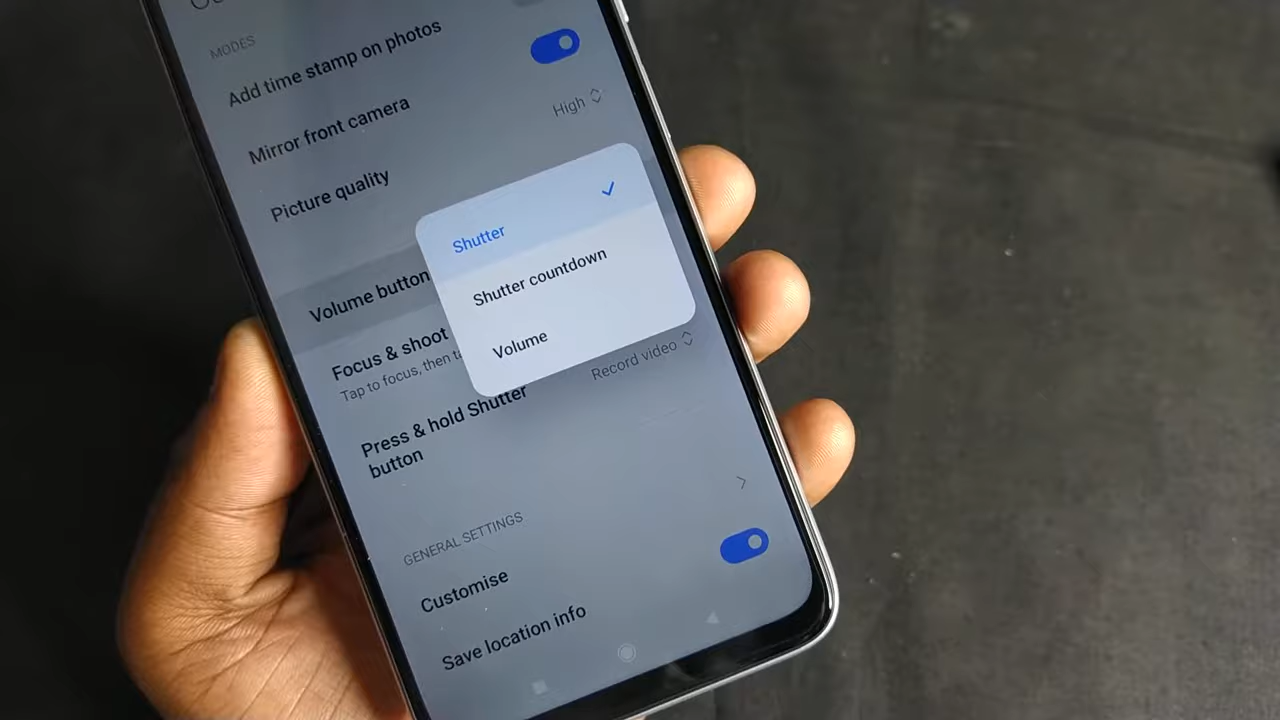 MODES
Add time stamp on photos
Mirror front camera
Picture quality
High
Volume button
Shutter
Shutter countdown
Volume
Focus & shoot
Tap to focus, then
Press & hold Shutter
button
Record video
GENERAL SETTINGS
Customise
Save location info